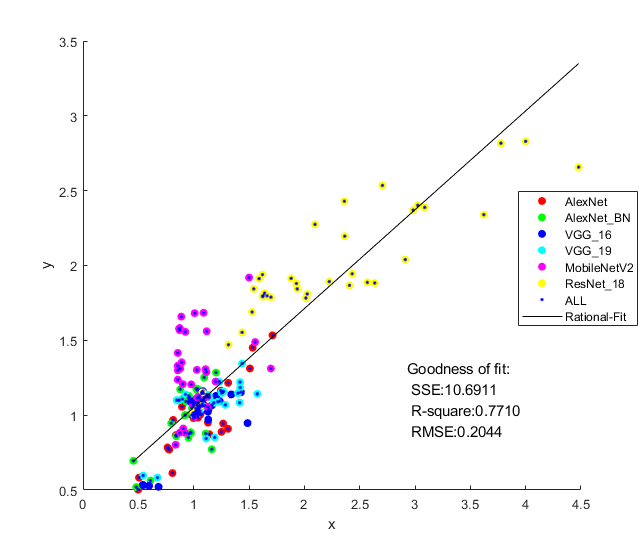 3.5
3
2.5
2
1.5
1
0.5
y
0
0.5
1
1.5
2
2.5
3
3.5
4
4.5
x
AlexNet
AlexNet_BN
VGG_16
VGG_19
MobileNetV2
ResNet_18
ALL
Rational-Fit
Goodness of fit:
SSE:10.6911
R-square:0.7710
RMSE:0.2044